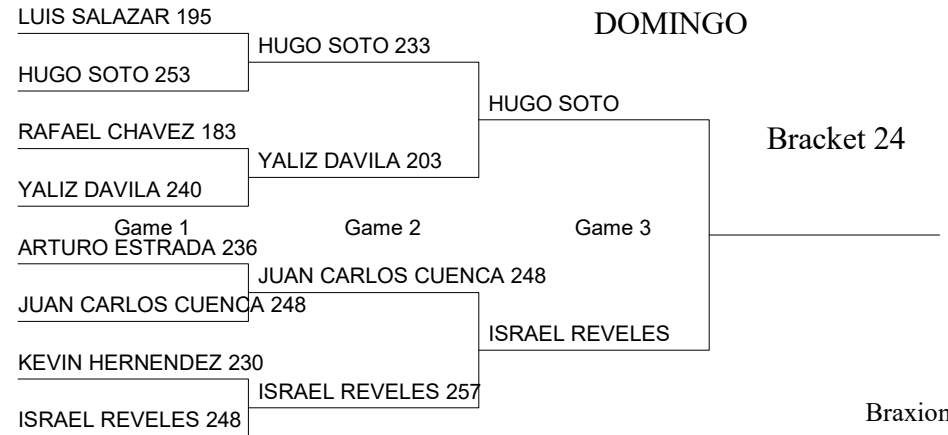 LUIS SALAZAR 195
DOMINGO
HUGO SOTO 233
HUGO SOTO 253
HUGO SOTO
RAFAEL CHAVEZ 183
Bracket 24
YALIZ DAVILA 203
YALIZ DAVILA 240
Game 1
Game 2
Game 3
ARTURO ESTRADA 236
JUAN CARLOS CUENCA 248
JUAN CARLOS CUENCA 248
ISRAEL REVELES
KEVIN HERNENDEZ 230
ISRAEL REVELES 257
ISRAEL REVELES 248
Braxion